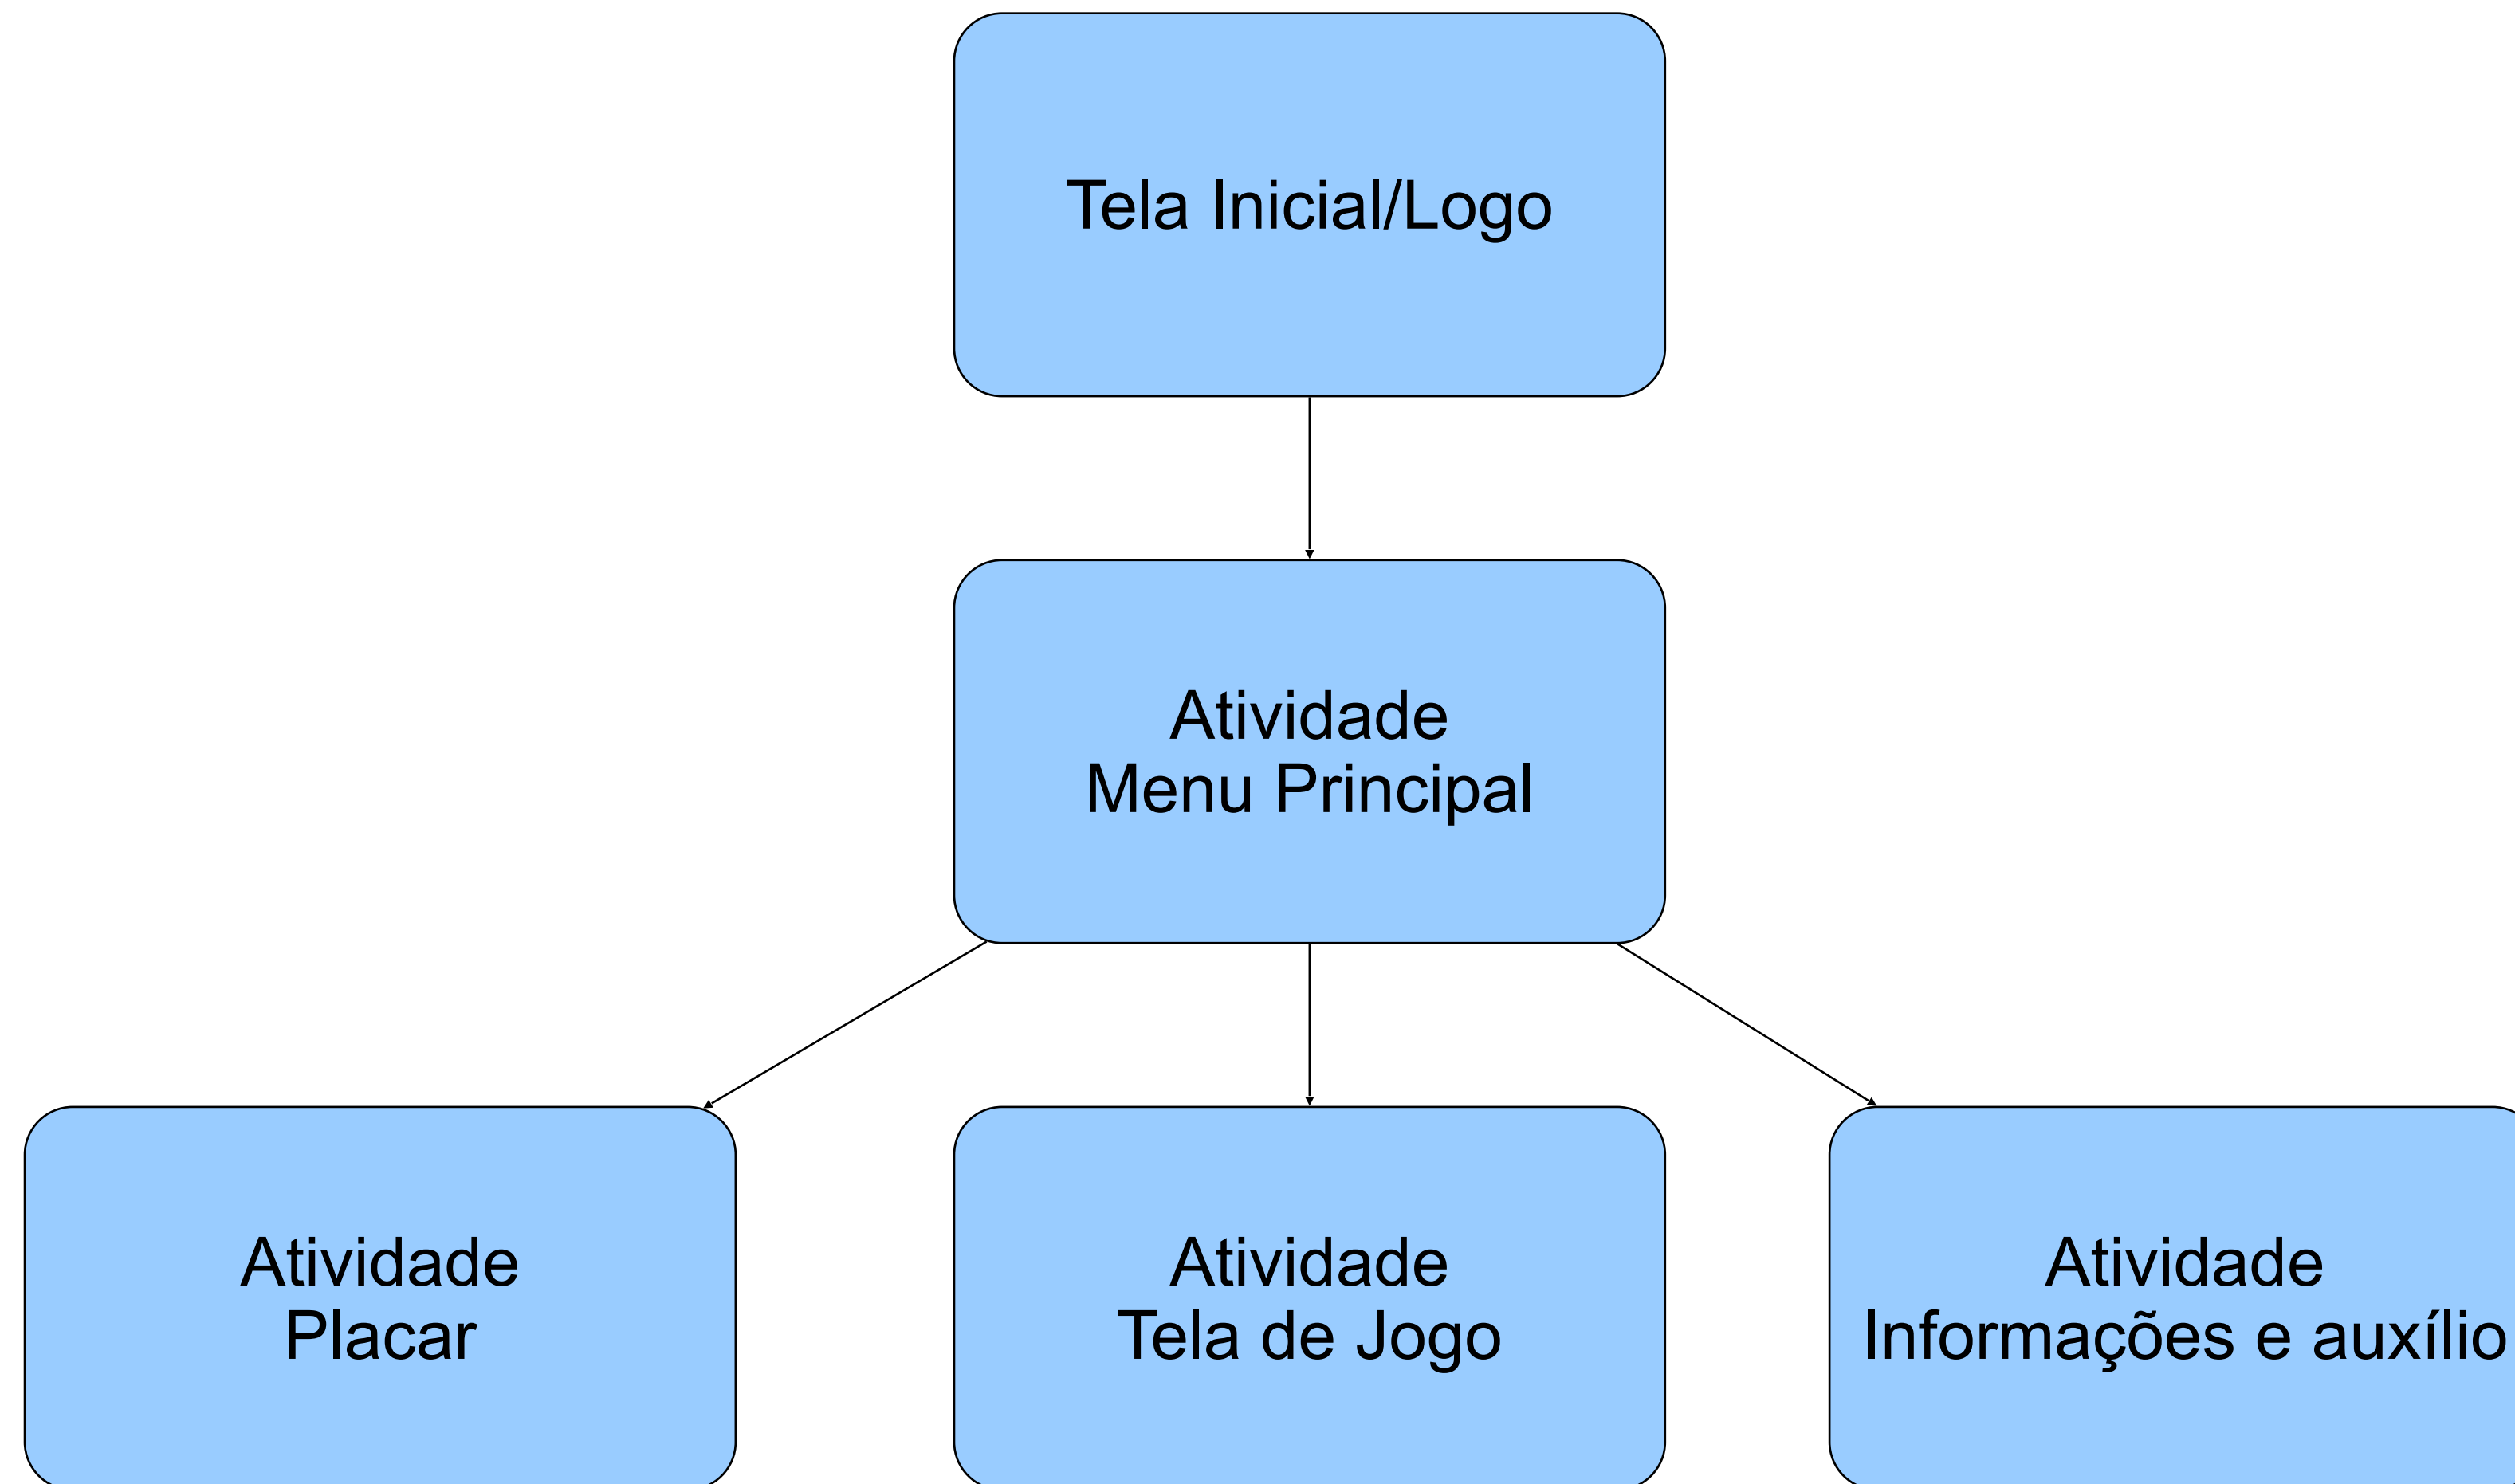 Tela Inicial/Logo
Atividade
Menu Principal
Atividade
Placar
Atividade
Tela de Jogo
Atividade
Informações e auxílio